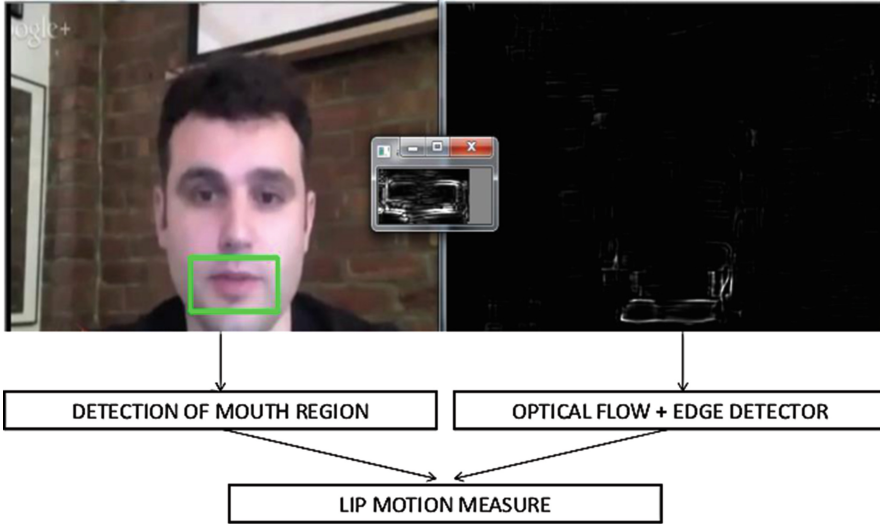 ogle+
X
DETECTION OF MOUTH REGION
OPTICAL FLOW + EDGE DETECTOR
LIP MOTION MEASURE